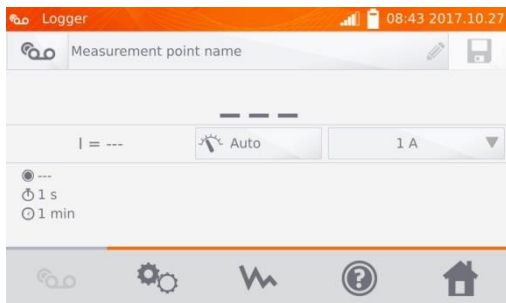 Logger 08:43 2017.10.27
Measurement point name
---
I = --- Auto 1 A
---
1 s
1 min
?